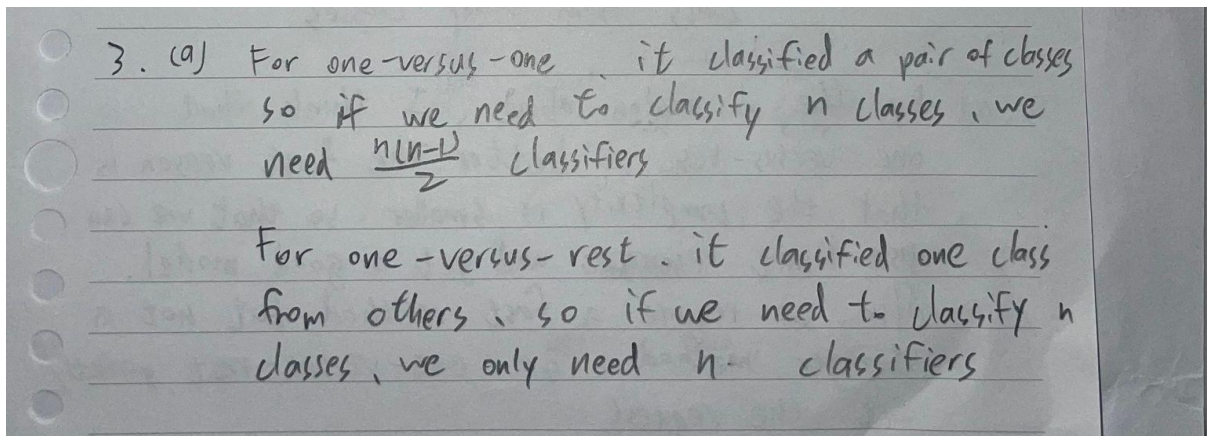 3. (a) For one-versus-one, it classified a pair of classes
so if we need to classify n classes, we
need n(n-1)/2 classifiers
For one-versus-rest. it classified one class
from others, so if we need to classify n
classes, we only need n. classifiers